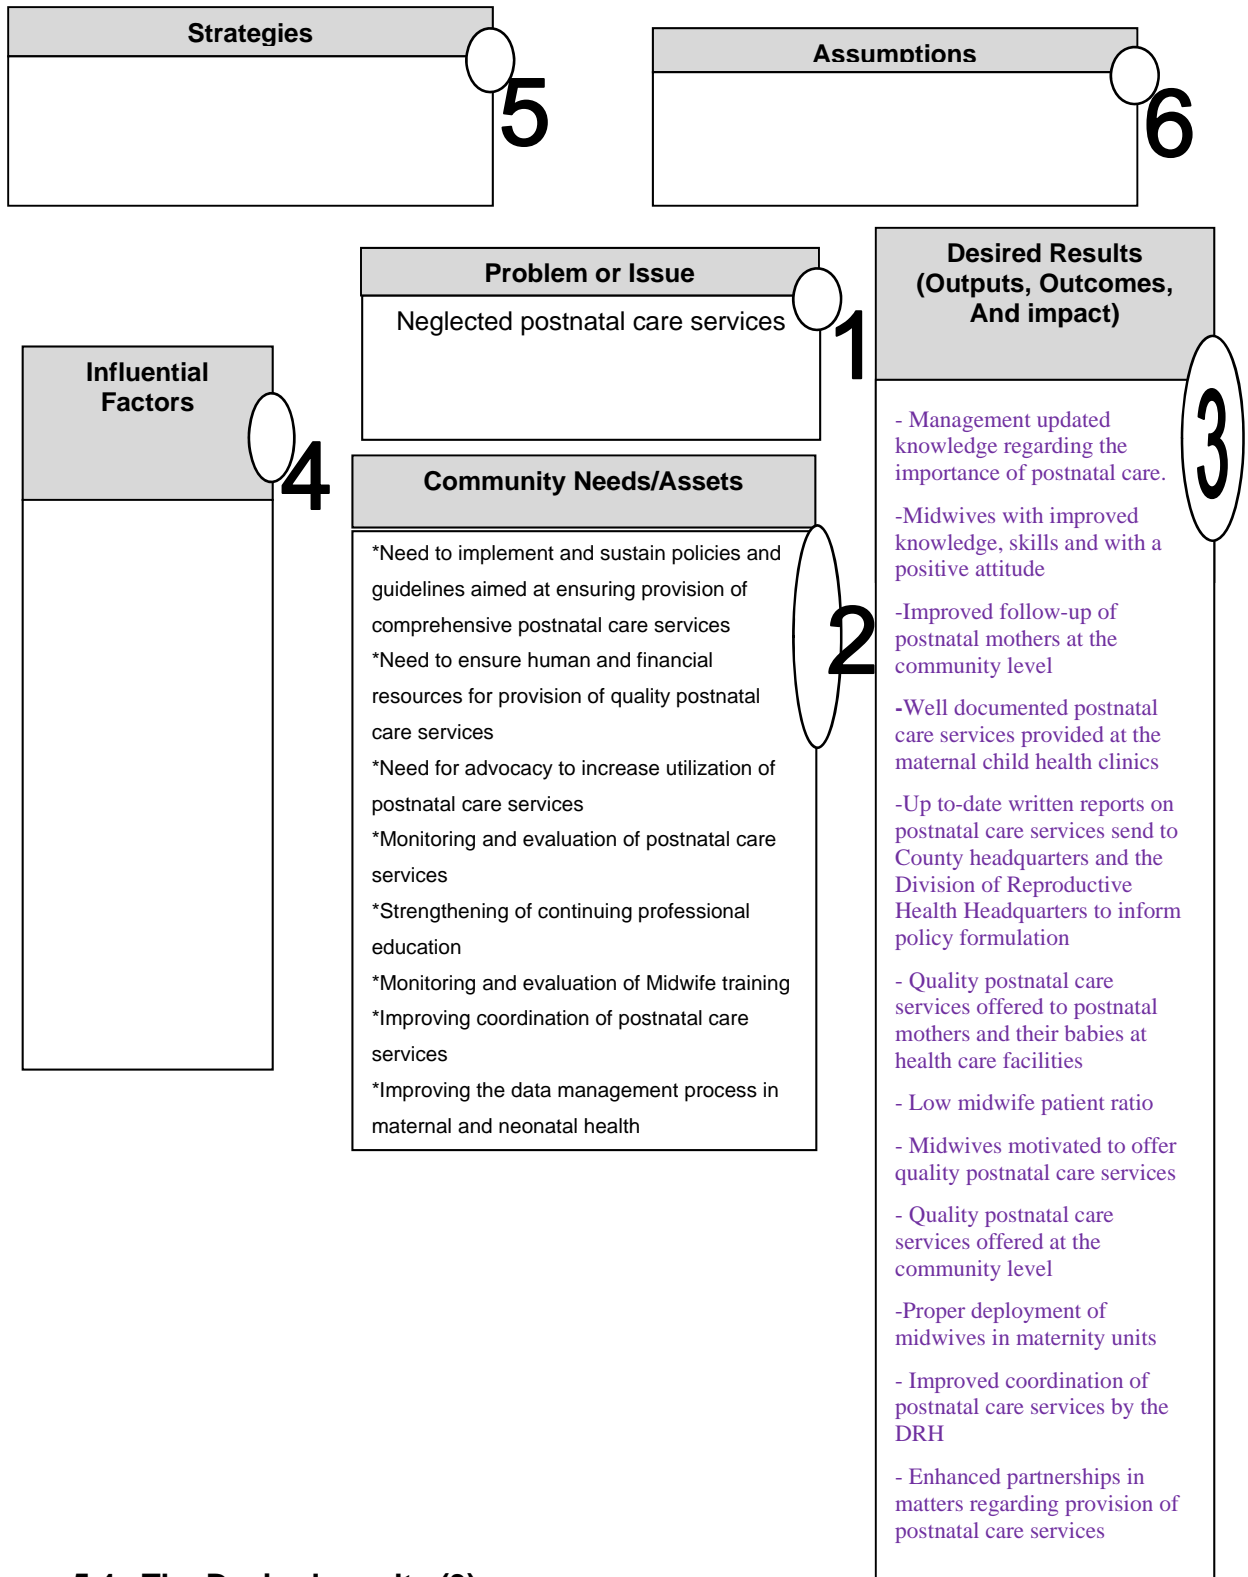 Strategies
5
Assumptions
6
Problem or Issue
Neglected postnatal care services
1
Desired Results
(Outputs, Outcomes,
And impact)
3
Influential
Factors
4
Community Needs/Assets
*Need to implement and sustain policies and
guidelines aimed at ensuring provision of
comprehensive postnatal care services
*Need to ensure human and financial
resources for provision of quality postnatal
care services
*Need for advocacy to increase utilization of
postnatal care services
*Monitoring and evaluation of postnatal care
services
*Strengthening of continuing professional
education
*Monitoring and evaluation of Midwife training
*Improving coordination of postnatal care
services
*Improving the data management process in
maternal and neonatal health
2
- Management updated
knowledge regarding the
importance of postnatal care.
-Midwives with improved
knowledge, skills and with a
positive attitude
-Improved follow-up of
postnatal mothers at the
community level
-Well documented postnatal
care services provided at the
maternal child health clinics
-Up to-date written reports on
postnatal care services send to
County headquarters and the
Division of Reproductive
Health Headquarters to inform
policy formulation
- Quality postnatal care
services offered to postnatal
mothers and their babies at
health care facilities
- Low midwife patient ratio
- Midwives motivated to offer
quality postnatal care services
- Quality postnatal care
services offered at the
community level
-Proper deployment of
midwives in maternity units
- Improved coordination of
postnatal care services by the
DRH
- Enhanced partnerships in
matters regarding provision of
postnatal care services